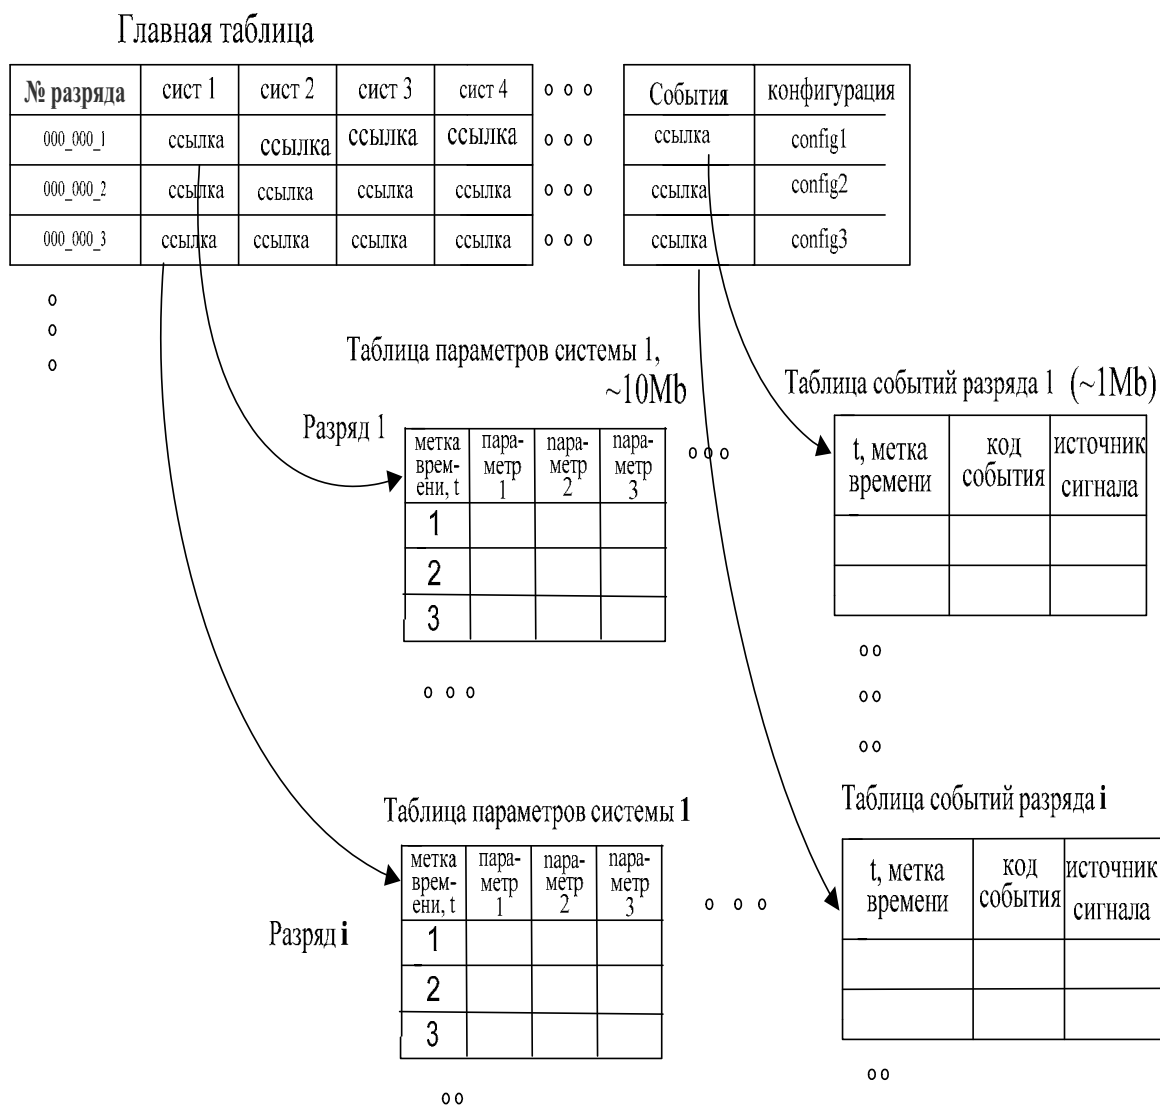 Главная таблица
№ разряда сист 1 сист 2 сист 3 сист 4 События конфигурация
000_000_1 ссылка ссылка ссылка ссылка ссылка config1
000_000_2 ссылка ссылка ссылка ссылка ссылка config2
000_000_3 ссылка ссылка ссылка ссылка ссылка config3
Таблица параметров системы 1,
~10Mb
Таблица событий разряда 1 (~1Mb)
Разряд 1
метка пара- пара- пара-
врем- метр метр метр
ени, t 1 2 3
1
2
3
t, метка код источник
времени события сигнала
Таблица параметров системы 1
Таблица событий разряда i
Разряд i
метка пара- пара- пара-
врем- метр метр метр
ени, t 1 2 3
1
2
3
t, метка код источник
времени события сигнала